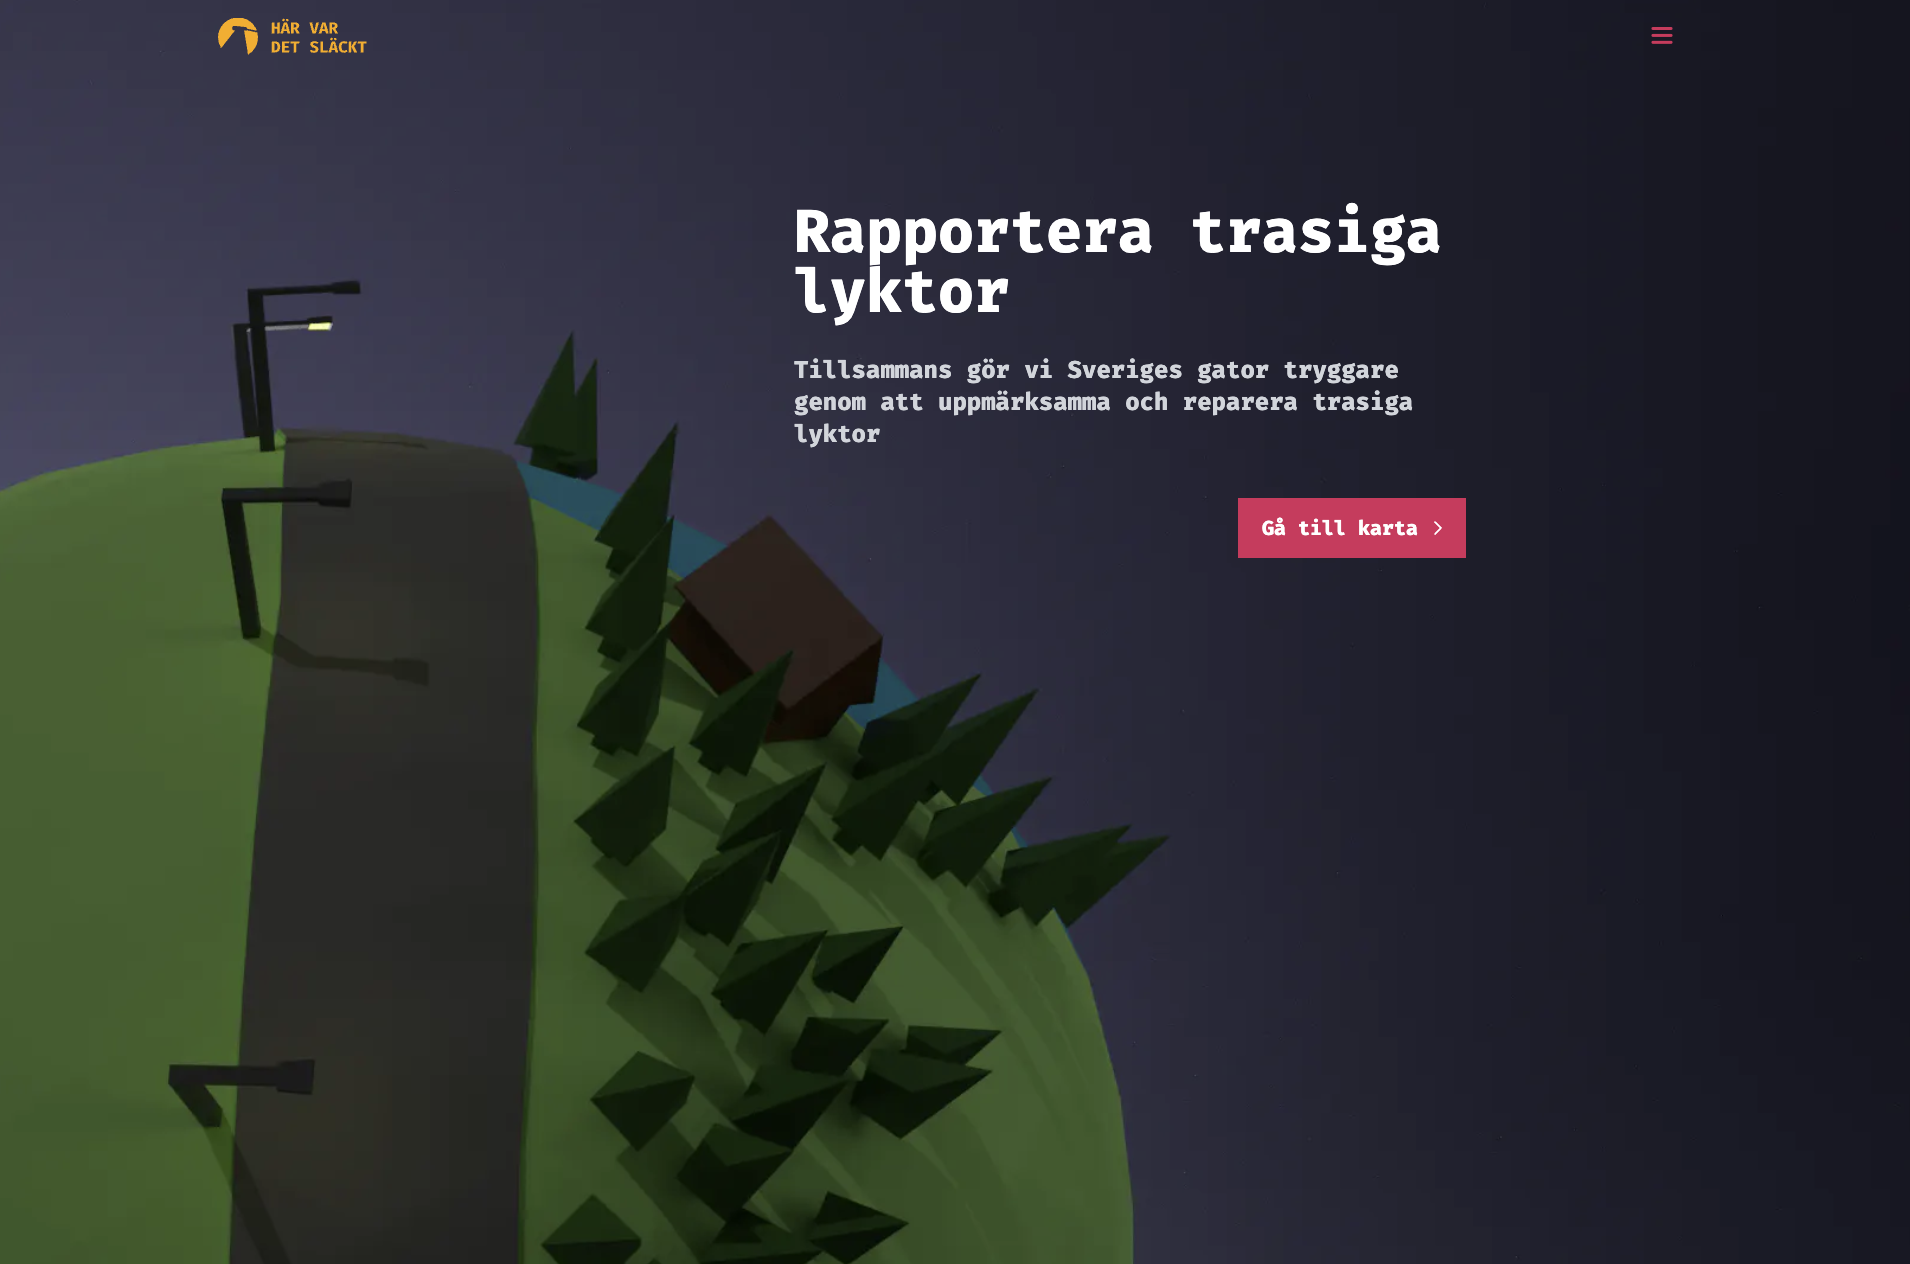 HÄR VAR
DET SLÄCKT
Rapportera trasiga
lyktor
Tillsammans gör vi Sveriges gator tryggare
genom att uppmärksamma och reparera trasiga
lyktor
Gå till karta